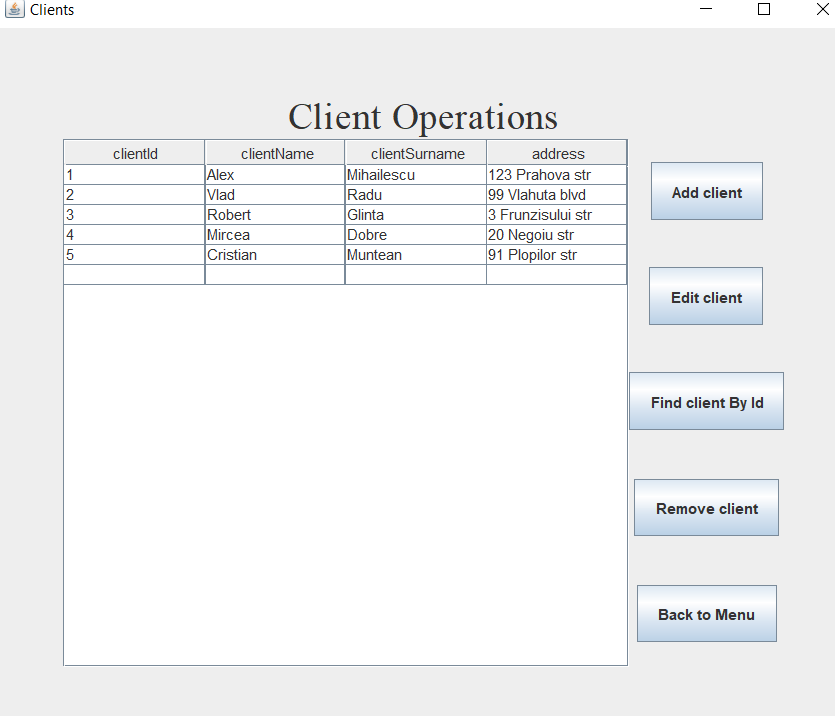 Clients
Client Operations
clientId clientName clientSurname address
1 Alex Mihailescu 123 Prahova str
2 Vlad Radu 99 Vlahuta blvd
3 Robert Glinta 3 Frunzisului str
4 Mircea Dobre 20 Negoiu str
5 Cristian Muntean 91 Plopilor str
Add client
Edit client
Find client By Id
Remove client
Back to Menu